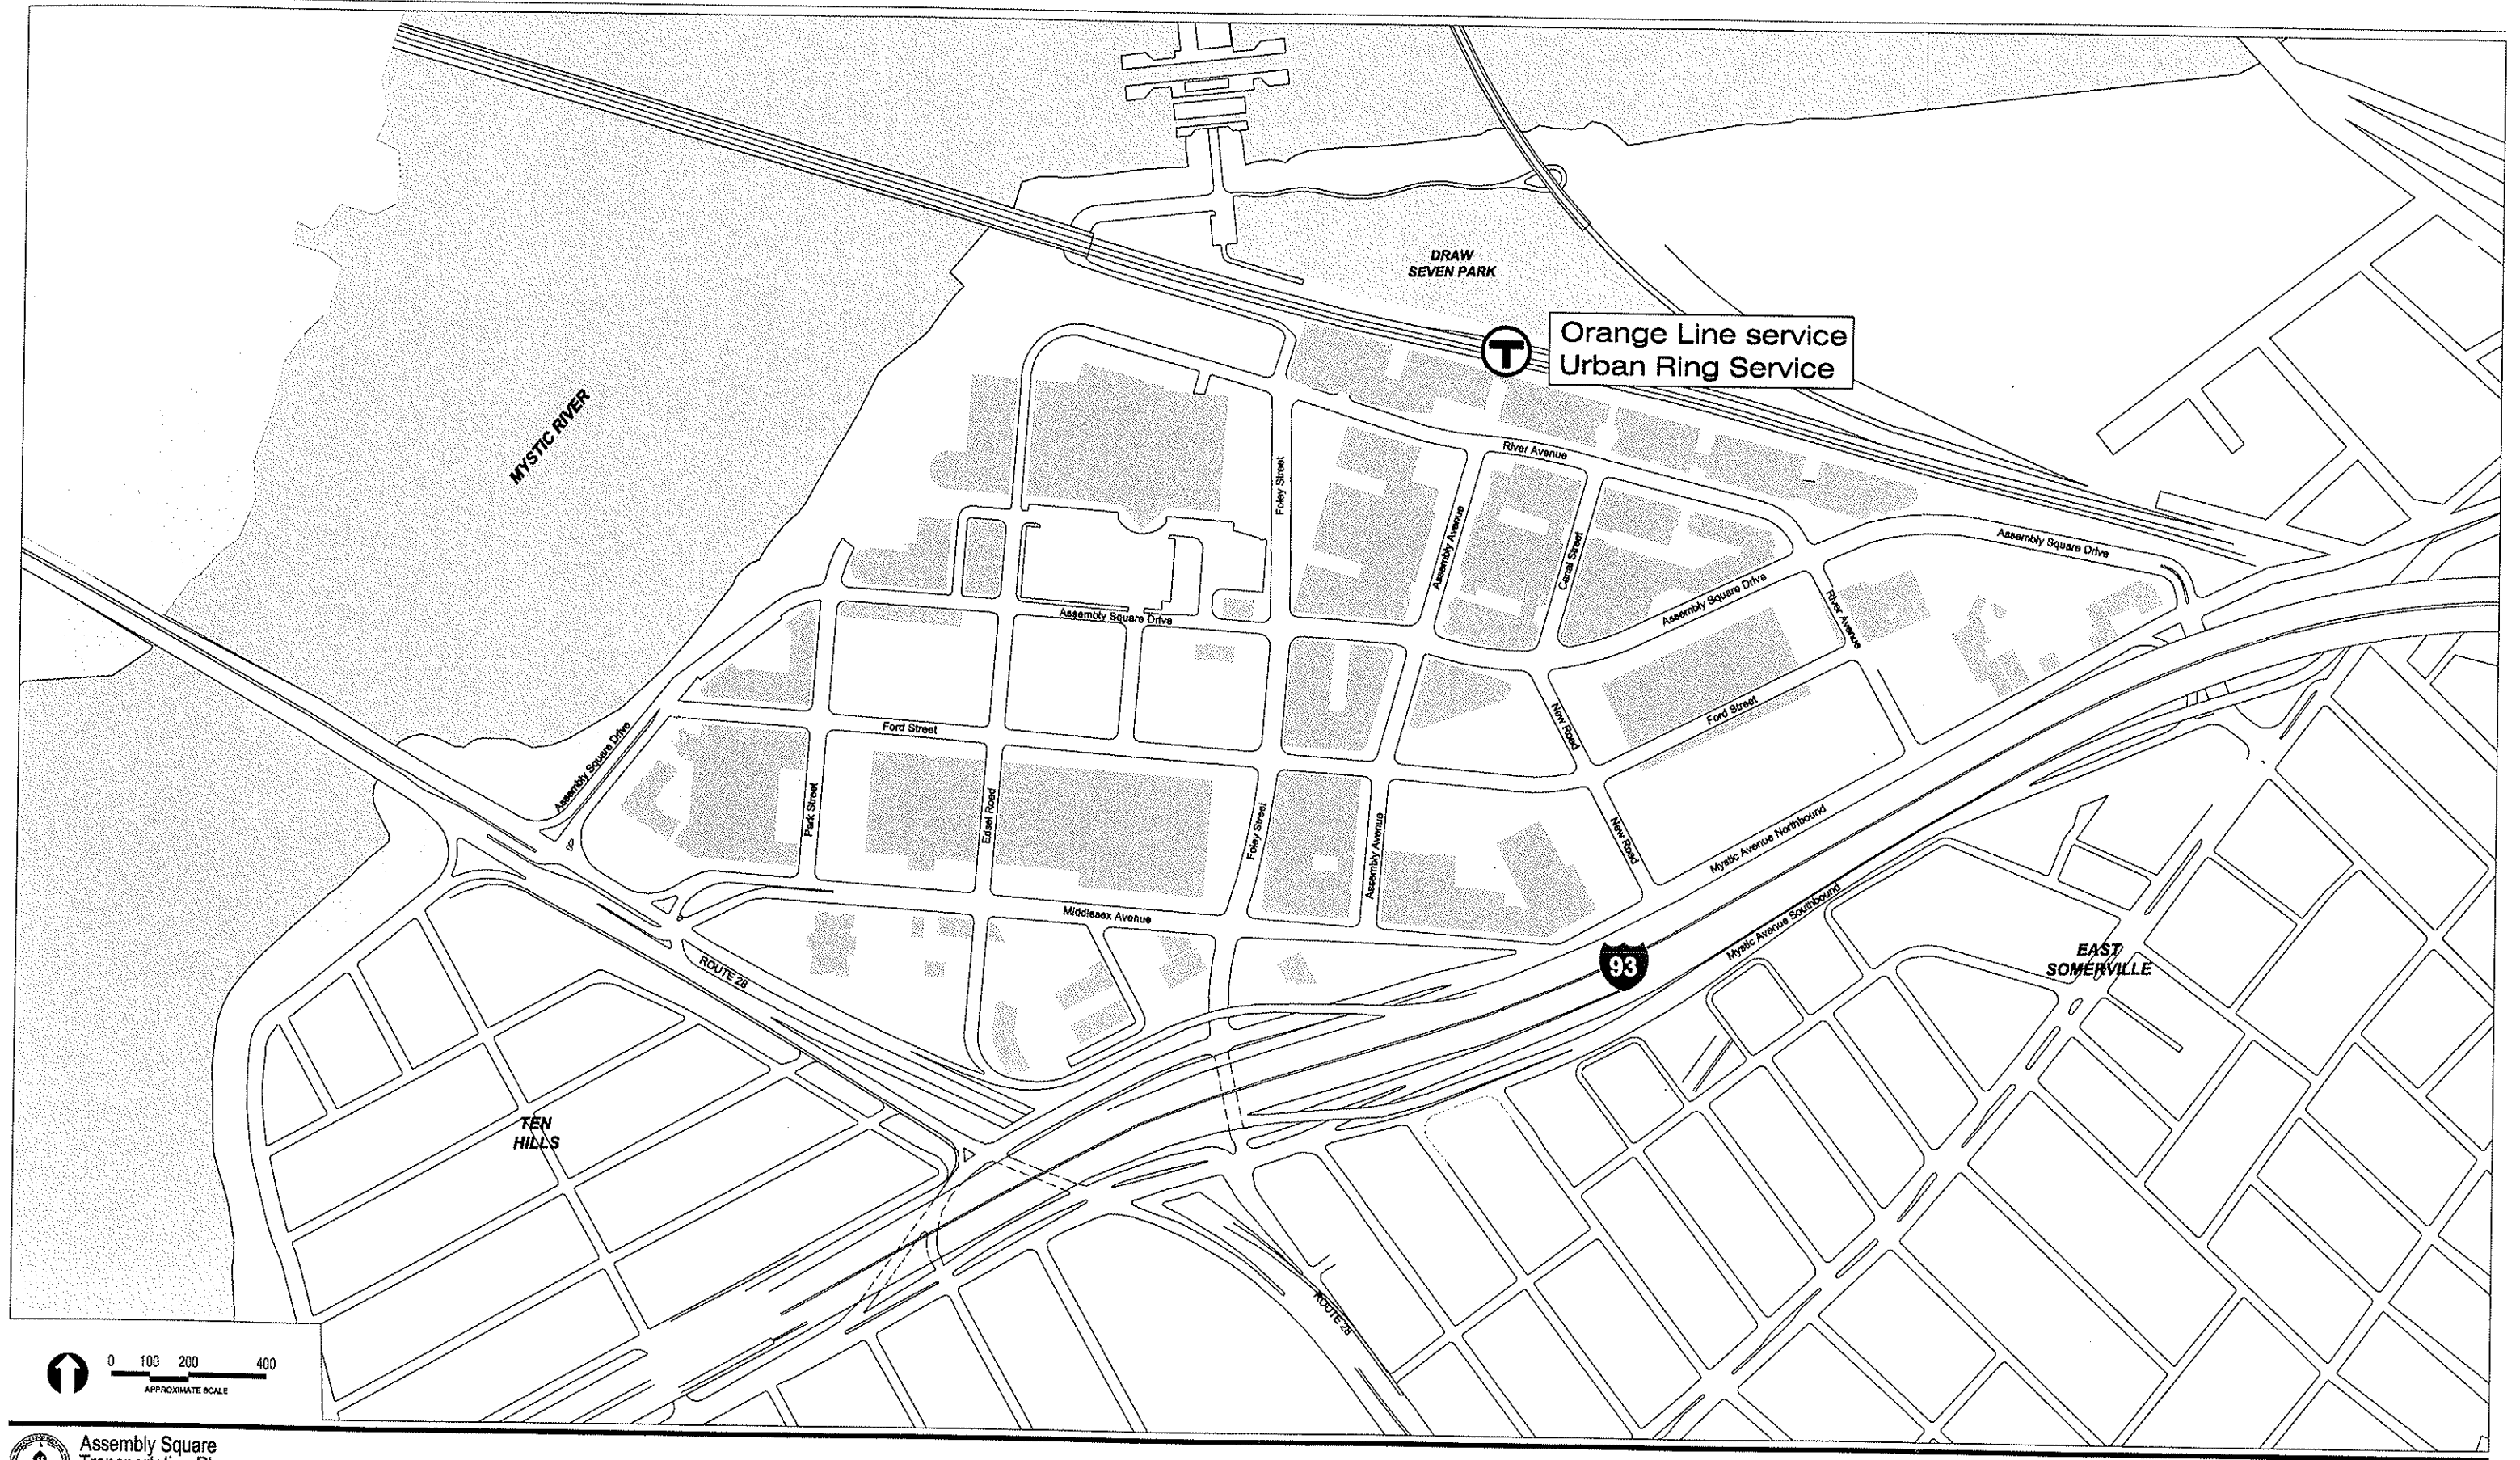 DRAW
SEVEN PARK
T
Orange Line service
Urban Ring Service
MYSTIC RIVER
River Avenue
Foley Street
Assembly Avenue
Canal Street
Assembly Square Drive
Assembly Square Drive
Assembly Square Drive
River Avenue
Ford Street
New Road
Ford Street
Assembly Square Drive
Park Street
Edsel Road
Foley Street
Assembly Avenue
New Road
Mystic Avenue Northbound
Middlesex Avenue
Mystic Avenue Southbound
93
EAST
SOMERVILLE
ROUTE 28
TEN
HILLS
ROUTE 28
0 100 200 400
APPROXIMATE SCALE
Assembly Square